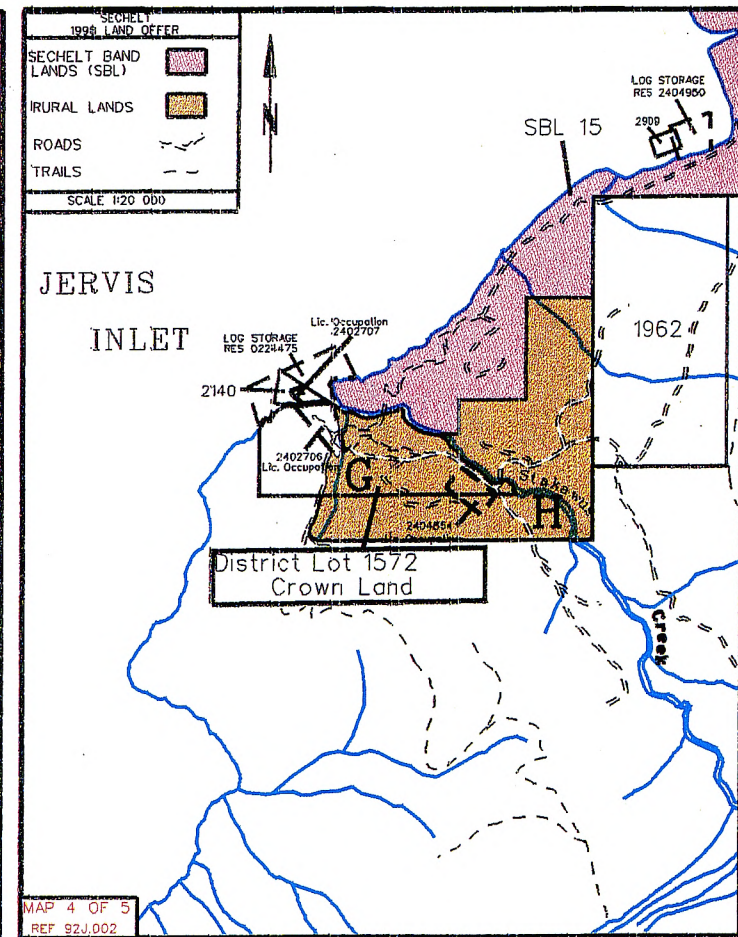 SECHELT
1998 LAND OFFER
SECHELT BAND
LANDS (SBL)
RURAL LANDS
ROADS
TRAILS
SCALE 1:20 000
N
LOG STORAGE
RES 2404960
2909
SBL 15
JERVIS
INLET
1962
Lic. Occupation
2402707
LOG STORAGE
RES 0224475
2140
2402706
Lic. Occupation
G
H
District Lot 1572
Crown Land
Creek
MAP 4 OF 5
REF 92J.002